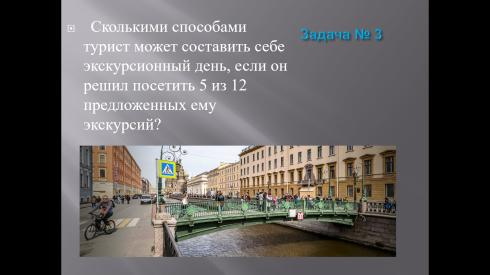 Сколькими способами
турист может составить себе
экскурсионный день, если он
решил посетить 5 из 12
предложенных ему
экскурсий?
Задача № 3